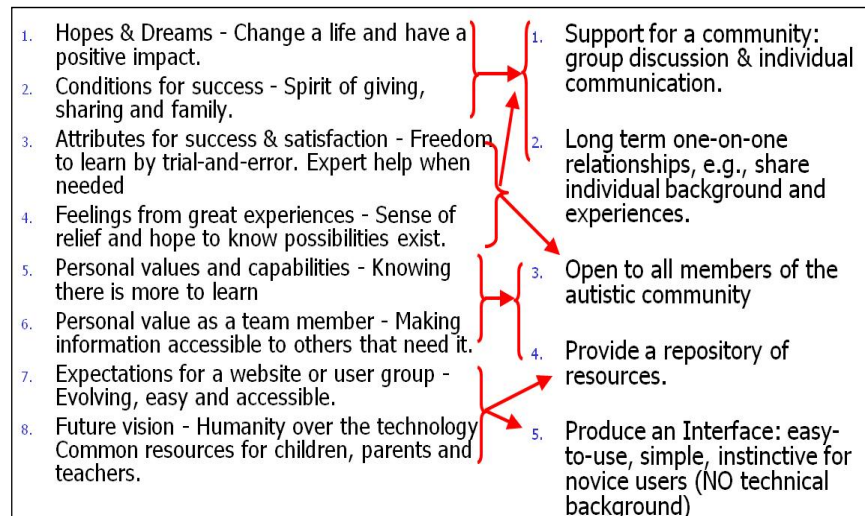 1. Hopes & Dreams - Change a life and have a
positive impact.
2. Conditions for success - Spirit of giving,
sharing and family.
3. Attributes for success & satisfaction - Freedom
to learn by trial-and-error. Expert help when
needed
4. Feelings from great experiences - Sense of
relief and hope to know possibilities exist.
5. Personal values and capabilities - Knowing
there is more to learn
6. Personal value as a team member - Making
information accessible to others that need it.
7. Expectations for a website or user group -
Evolving, easy and accessible.
8. Future vision - Humanity over the technology
Common resources for children, parents and
teachers.
1. Support for a community:
group discussion & individual
communication.
2. Long term one-on-one
relationships, e.g., share
individual background and
experiences.
3. Open to all members of the
autistic community
4. Provide a repository of
resources.
5. Produce an Interface: easy-
to-use, simple, instinctive for
novice users (NO technical
background)